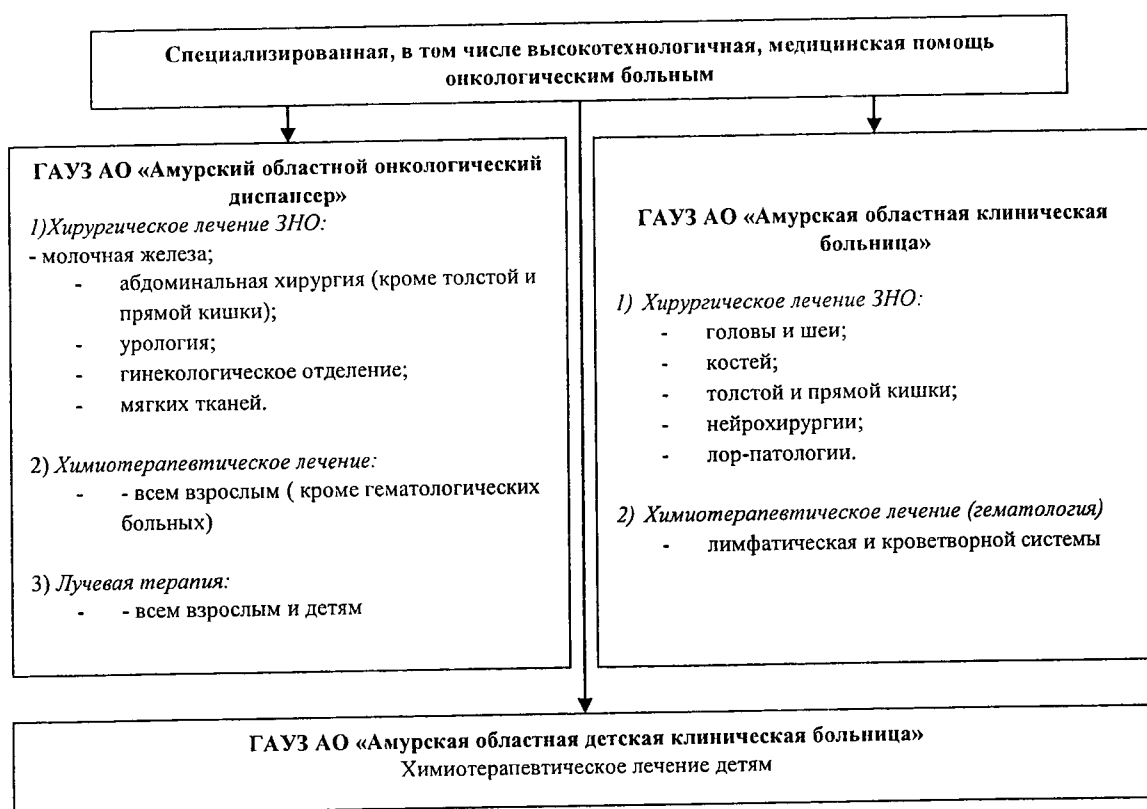 Специализированная, в том числе высокотехнологичная, медицинская помощь
онкологическим больным
ГАУЗ АО «Амурский областной онкологический
диспансер»
1)Хирургическое лечение ЗНО:
- молочная железа;
- абдоминальная хирургия (кроме толстой и
прямой кишки);
- урология;
- гинекологическое отделение;
- мягких тканей.
2) Химиотерапевтическое лечение:
- - всем взрослым ( кроме гематологических
больных)
3) Лучевая терапия:
- - всем взрослым и детям
ГАУЗ АО «Амурская областная клиническая
больница»
1) Хирургическое лечение ЗНО:
- головы и шеи;
- костей;
- толстой и прямой кишки;
- нейрохирургии;
- лор-патологии.
2) Химиотерапевтическое лечение (гематология)
- лимфатическая и кроветворной системы
ГАУЗ АО «Амурская областная детская клиническая больница»
Химиотерапевтическое лечение детям